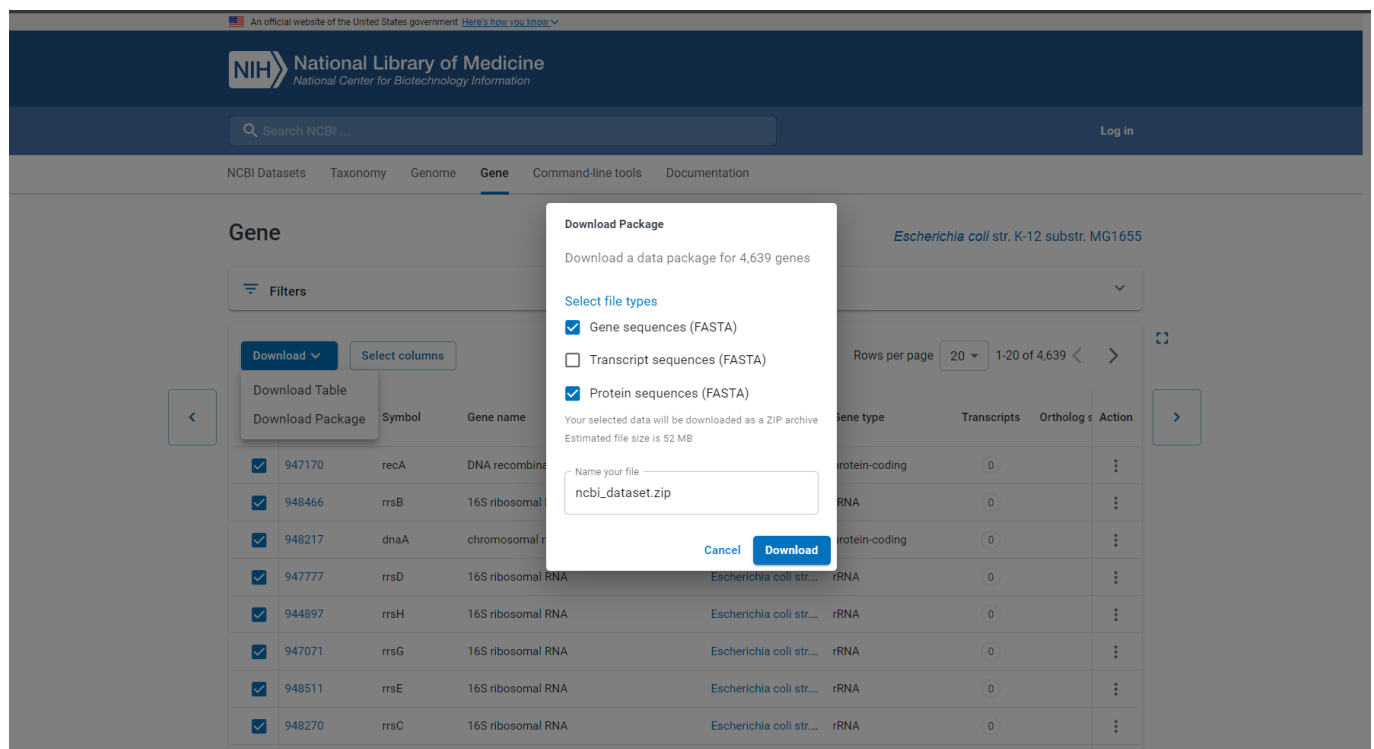 An official website of the United States government Here's how you know
NIH National Library of Medicine
National Center for Biotechnology Information
Search NCBI ...
Log in
NCBI Datasets Taxonomy Genome Gene Command-line tools Documentation
Gene
Escherichia coli str. K-12 substr. MG1655
Filters
Download Select columns
Rows per page 20 1-20 of 4,639
Download Table
Download Package
Symbol Gene name Gene type Transcripts Ortholog s Action
947170 recA DNA recombina protein-coding 0
948466 rrsB 16S ribosomal rRNA 0
948217 dnaA chromosomal r protein-coding 0
947777 rrsD 16S ribosomal RNA Escherichia coli str.... rRNA 0
944897 rrsH 16S ribosomal RNA Escherichia coli str.... rRNA 0
947071 rrsG 16S ribosomal RNA Escherichia coli str.... rRNA 0
948511 rrsE 16S ribosomal RNA Escherichia coli str.... rRNA 0
948270 rrsC 16S ribosomal RNA Escherichia coli str.... rRNA 0
Download Package
Download a data package for 4,639 genes
Select file types
Gene sequences (FASTA)
Transcript sequences (FASTA)
Protein sequences (FASTA)
Your selected data will be downloaded as a ZIP archive
Estimated file size is 52 MB
Name your file
ncbi_dataset.zip
Cancel Download